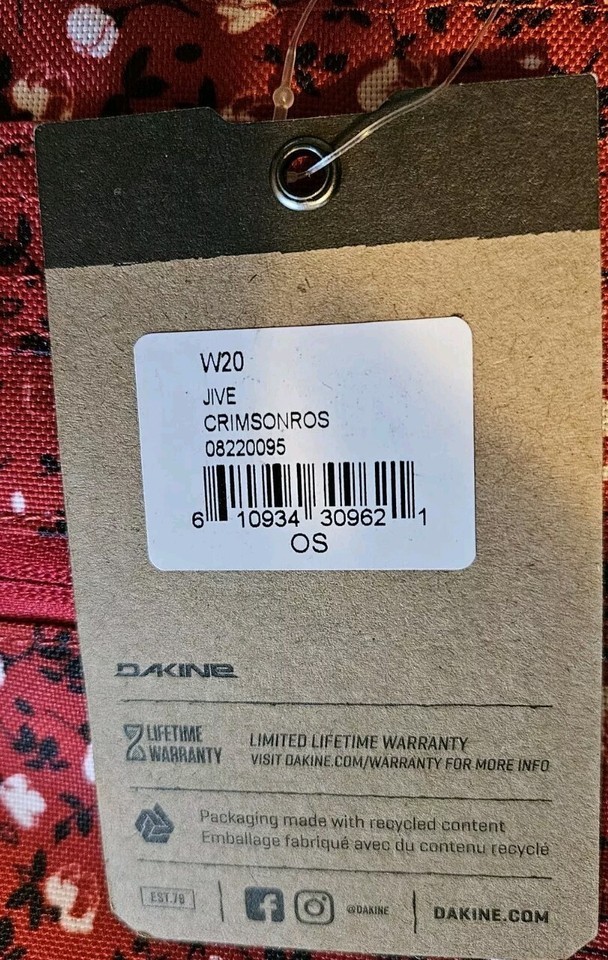 W20
JIVE
CRIMSONROS
08220095
6 10934 30962 1
OS
DAKINE
LIFETIME
WARRANTY
LIMITED LIFETIME WARRANTY
VISIT DAKINE.COM/WARRANTY FOR MORE INFO
Packaging made with recycled content
Emballage fabriqué avec du contenu recyclé
EST.79
@DAKINE
DAKINE.COM